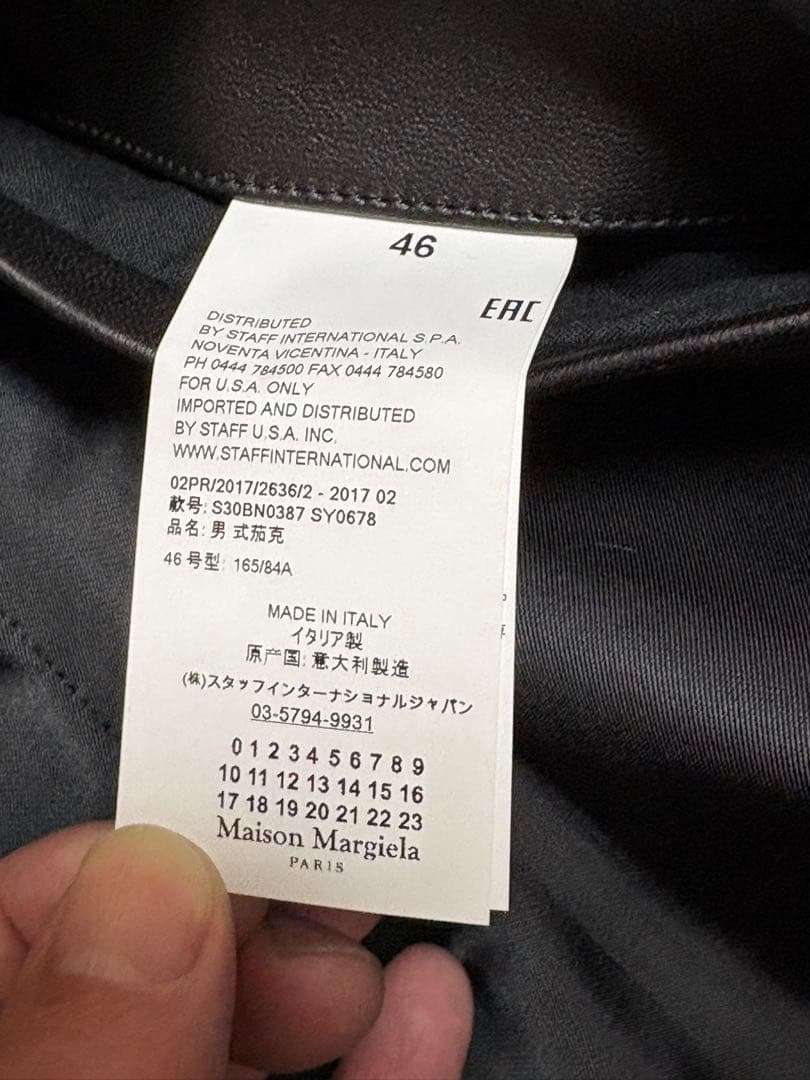 46
EAC
DISTRIBUTED
BY STAFF INTERNATIONAL S.P.A.
NOVENTA VICENTINA - ITALY
PH 0444 784500 FAX 0444 784580
FOR U.S.A. ONLY
IMPORTED AND DISTRIBUTED
BY STAFF U.S.A. INC.
WWW.STAFFINTERNATIONAL.COM
02PR/2017/2636/2 - 2017 02
款号: S30BN0387 SY0678
品名: 男 式茄克
46 号型: 165/84A
MADE IN ITALY
イタリア製
原产国: 意大利製造
(株)スタッフインターナショナルジャパン
03-5794-9931
0 1 2 3 4 5 6 7 8 9
10 11 12 13 14 15 16
17 18 19 20 21 22 23
Maison Margiela
PARIS